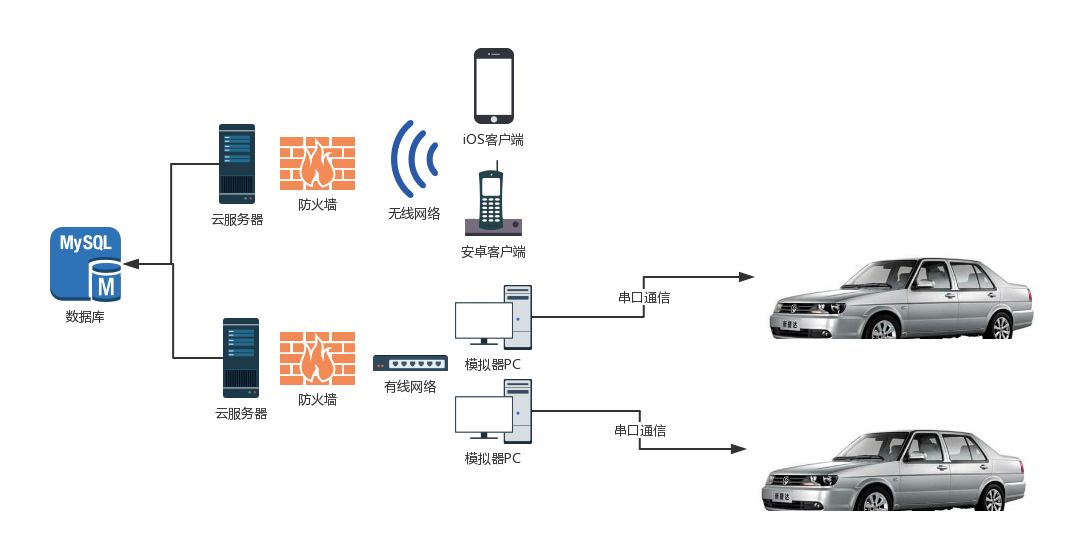 iOS客户端
云服务器
防火墙
无线网络
安卓客户端
MySQL
M
数据库
串口通信
模拟器PC
云服务器
防火墙
有线网络
串口通信
模拟器PC